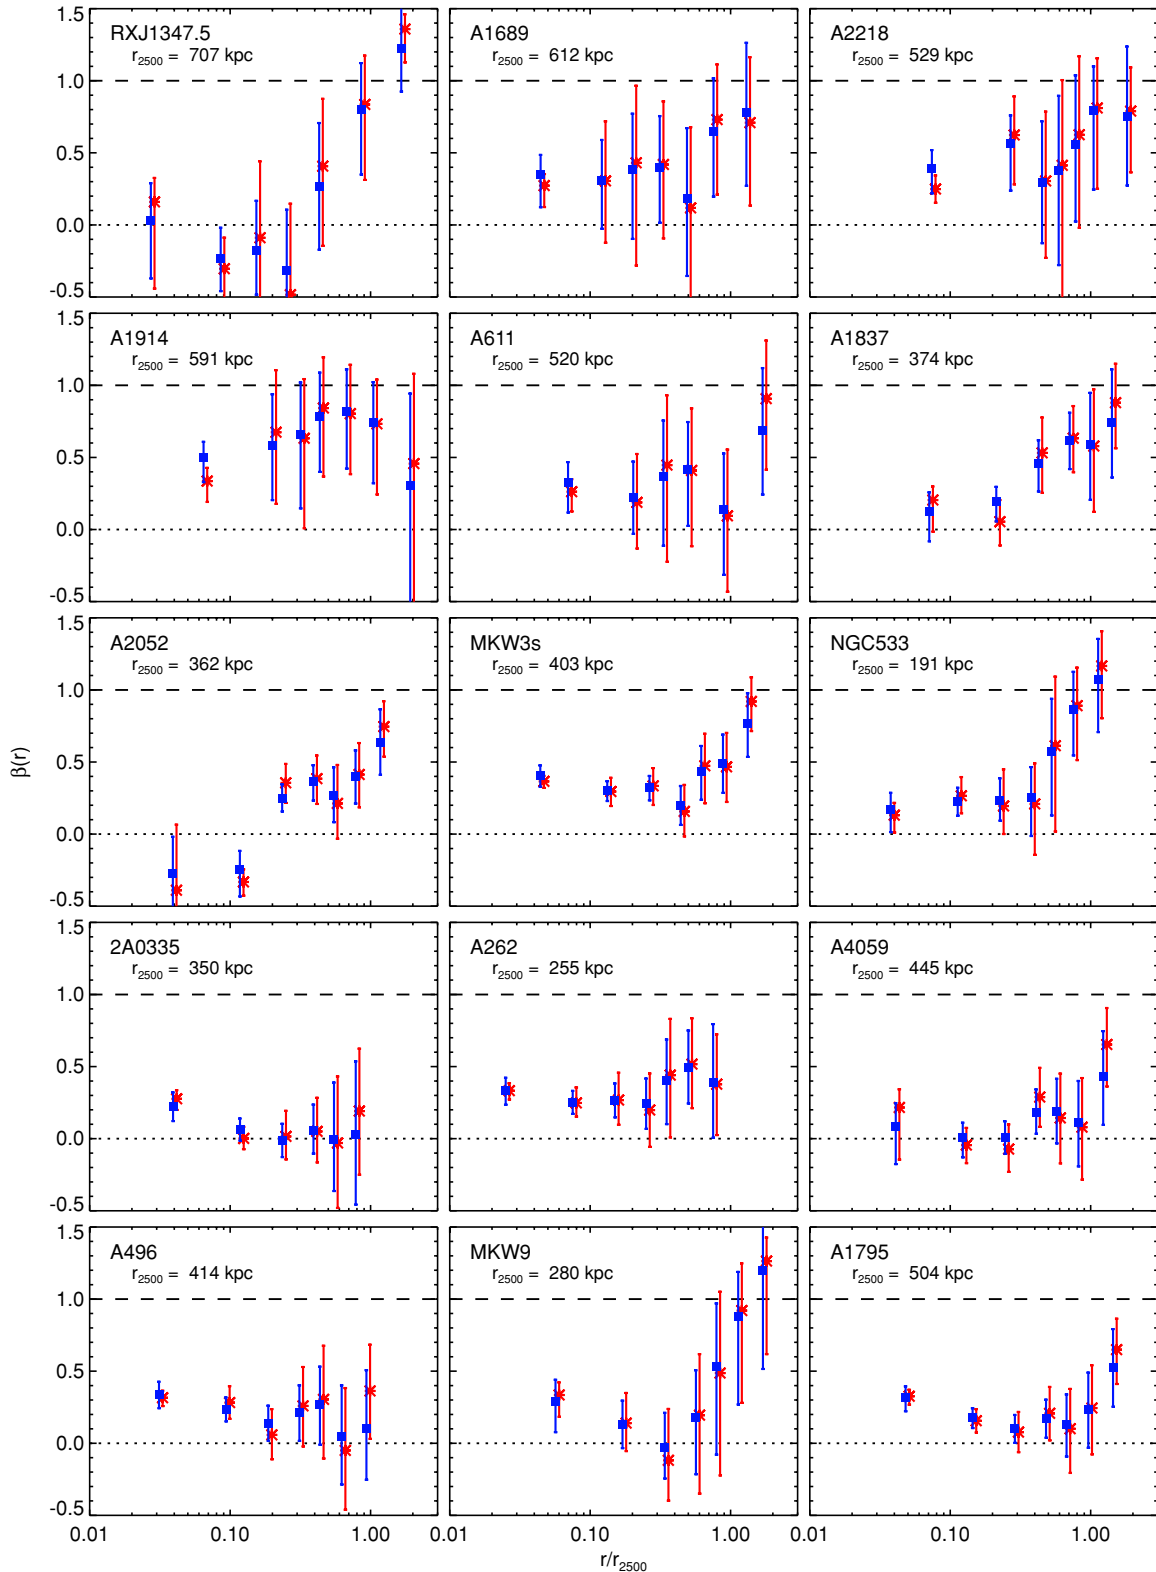 RXJ1347.5
r2500 = 707 kpc
A1689
r2500 = 612 kpc
A2218
r2500 = 529 kpc
1.5
1.0
0.5
0.0
-0.5
A1914
r2500 = 591 kpc
A611
r2500 = 520 kpc
A1837
r2500 = 374 kpc
1.5
1.0
0.5
0.0
-0.5
A2052
r2500 = 362 kpc
MKW3s
r2500 = 403 kpc
NGC533
r2500 = 191 kpc
1.5
1.0
0.5
0.0
-0.5
β(r)
2A0335
r2500 = 350 kpc
A262
r2500 = 255 kpc
A4059
r2500 = 445 kpc
1.5
1.0
0.5
0.0
-0.5
A496
r2500 = 414 kpc
MKW9
r2500 = 280 kpc
A1795
r2500 = 504 kpc
1.5
1.0
0.5
0.0
-0.5
0.01 0.10 1.00 0.01 0.10 1.00 0.01 0.10 1.00
r/r2500